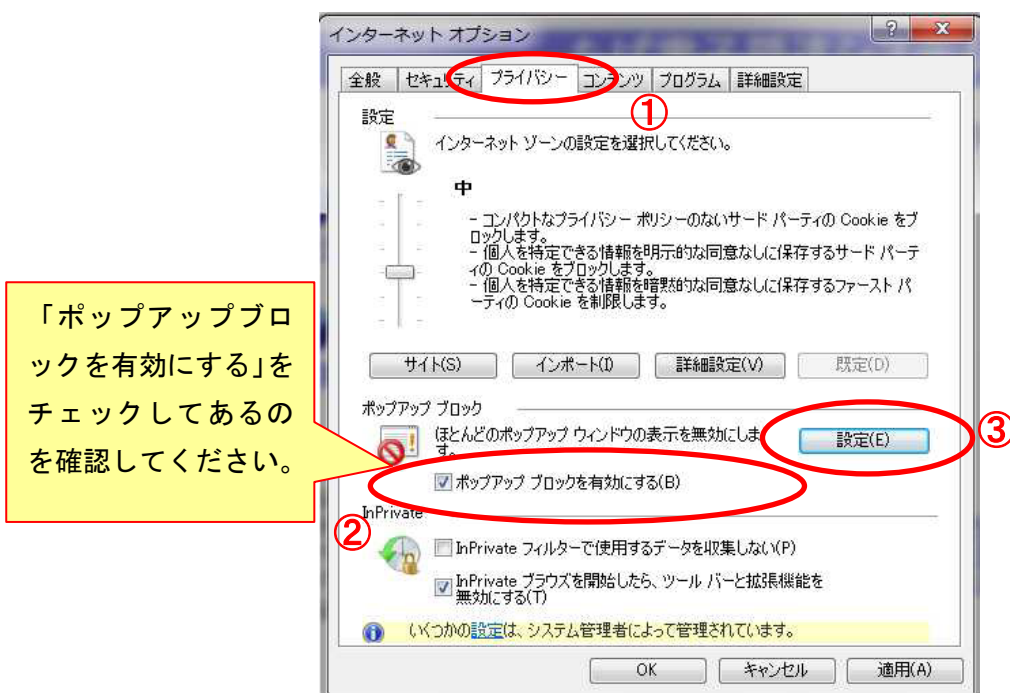 インターネット オプション
全般 セキュリティ プライバシー コンテンツ プログラム 詳細設定
①
設定
インターネット ゾーンの設定を選択してください。
中
- コンパクトなプライバシー ポリシーのないサード パーティの Cookie をブ
ロックします。
- 個人を特定できる情報を明示的な同意なしに保存するサード パーテ
ィの Cookie をブロックします。
- 個人を特定できる情報を暗黙的な同意なしに保存するファースト パ
ーティの Cookie を制限します。
サイト(S) インポート(I) 詳細設定(V) 既定(D)
「ポップアップブロ
ックを有効にする」を
チェックしてあるの
を確認してください。
ポップアップ ブロック
ほとんどのポップアップ ウィンドウの表示を無効にしま
す。
設定(E)
③
ポップアップ ブロックを有効にする(B)
InPrivate
②
InPrivate フィルターで使用するデータを収集しない(P)
InPrivate ブラウズを開始したら、ツール バーと拡張機能を
無効にする(T)
いくつかの設定は、システム管理者によって管理されています。
OK キャンセル 適用(A)